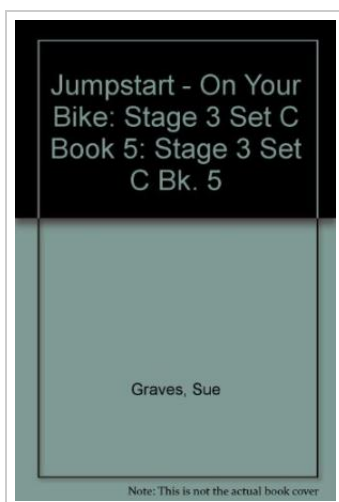 Jumpstart - On Your
Bike: Stage 3 Set C
Book 5: Stage 3 Set
C Bk. 5
Graves, Sue
Note: This is not the actual book cover